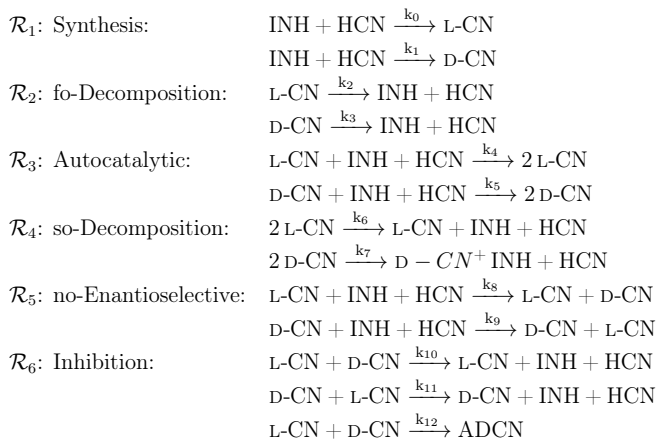 R₁: Synthesis: INH + HCN —k₀→ L-CN
INH + HCN —k₁→ D-CN
R₂: fo-Decomposition: L-CN —k₂→ INH + HCN
D-CN —k₃→ INH + HCN
R₃: Autocatalytic: L-CN + INH + HCN —k₄→ 2 L-CN
D-CN + INH + HCN —k₅→ 2 D-CN
R₄: so-Decomposition: 2 L-CN —k₆→ L-CN + INH + HCN
2 D-CN —k₇→ D − CN⁺ INH + HCN
R₅: no-Enantioselective: L-CN + INH + HCN —k₈→ L-CN + D-CN
D-CN + INH + HCN —k₉→ D-CN + L-CN
R₆: Inhibition: L-CN + D-CN —k₁₀→ L-CN + INH + HCN
D-CN + L-CN —k₁₁→ D-CN + INH + HCN
L-CN + D-CN —k₁₂→ ADCN